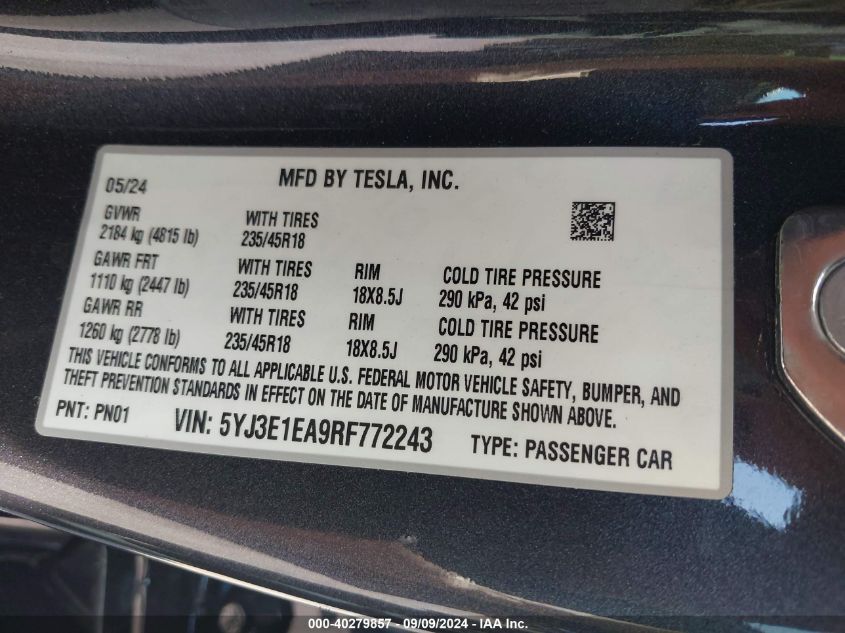 05/24 MFD BY TESLA, INC.
GVWR WITH TIRES
2184 kg (4815 lb) 235/45R18
GAWR FRT WITH TIRES RIM COLD TIRE PRESSURE
1110 kg (2447 lb) 235/45R18 18X8.5J 290 kPa, 42 psi
GAWR RR WITH TIRES RIM COLD TIRE PRESSURE
1260 kg (2778 lb) 235/45R18 18X8.5J 290 kPa, 42 psi
THIS VEHICLE CONFORMS TO ALL APPLICABLE U.S. FEDERAL MOTOR VEHICLE SAFETY, BUMPER, AND
THEFT PREVENTION STANDARDS IN EFFECT ON THE DATE OF MANUFACTURE SHOWN ABOVE.
PNT: PN01 VIN: 5YJ3E1EA9RF772243 TYPE: PASSENGER CAR
000-40279857 - 09/09/2024 - IAA Inc.